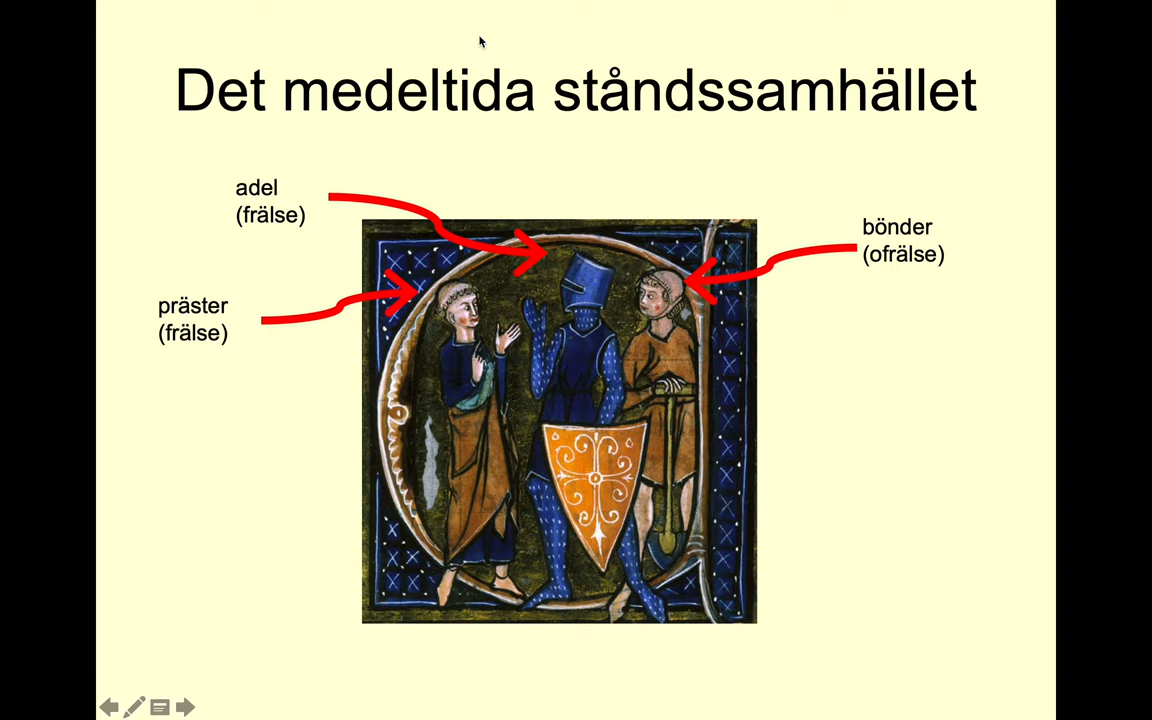 Det medeltida ståndssamhället
adel
(frälse)
bönder
(ofrälse)
präster
(frälse)